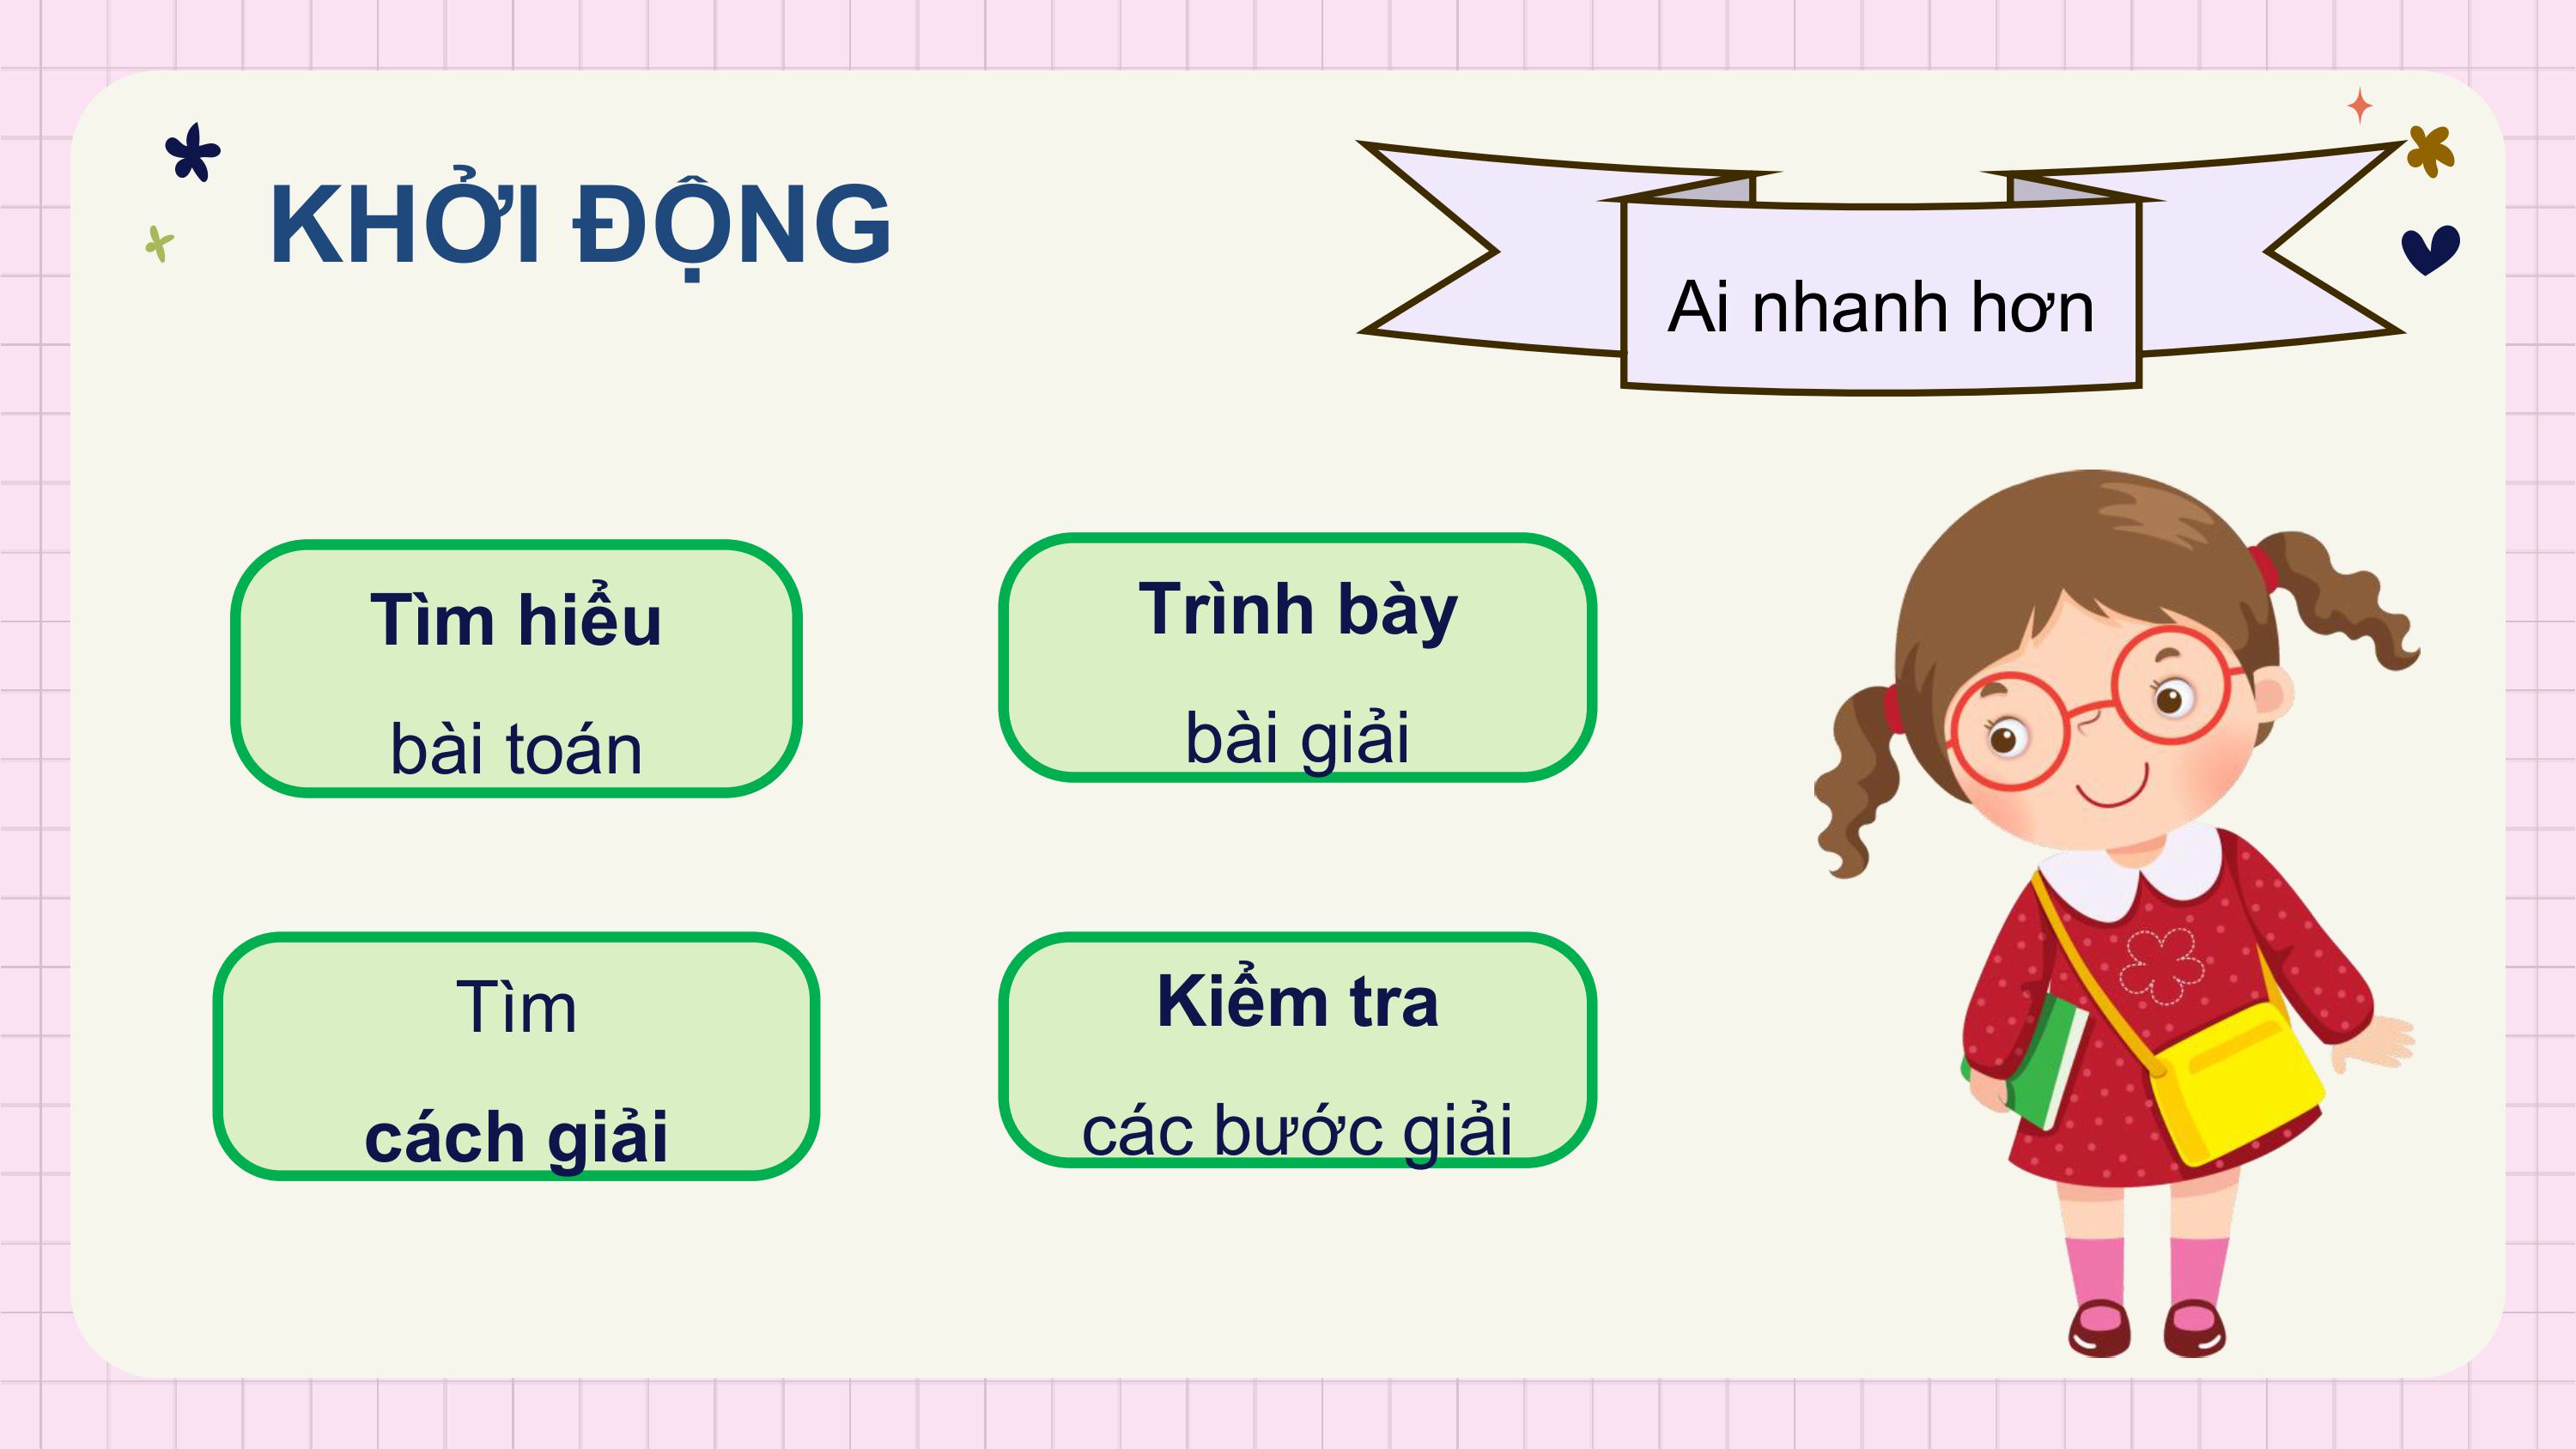 KHỞI ĐỘNG
Ai nhanh hơn
Tìm hiểu
bài toán
Trình bày
bài giải
Tìm
cách giải
Kiểm tra
các bước giải